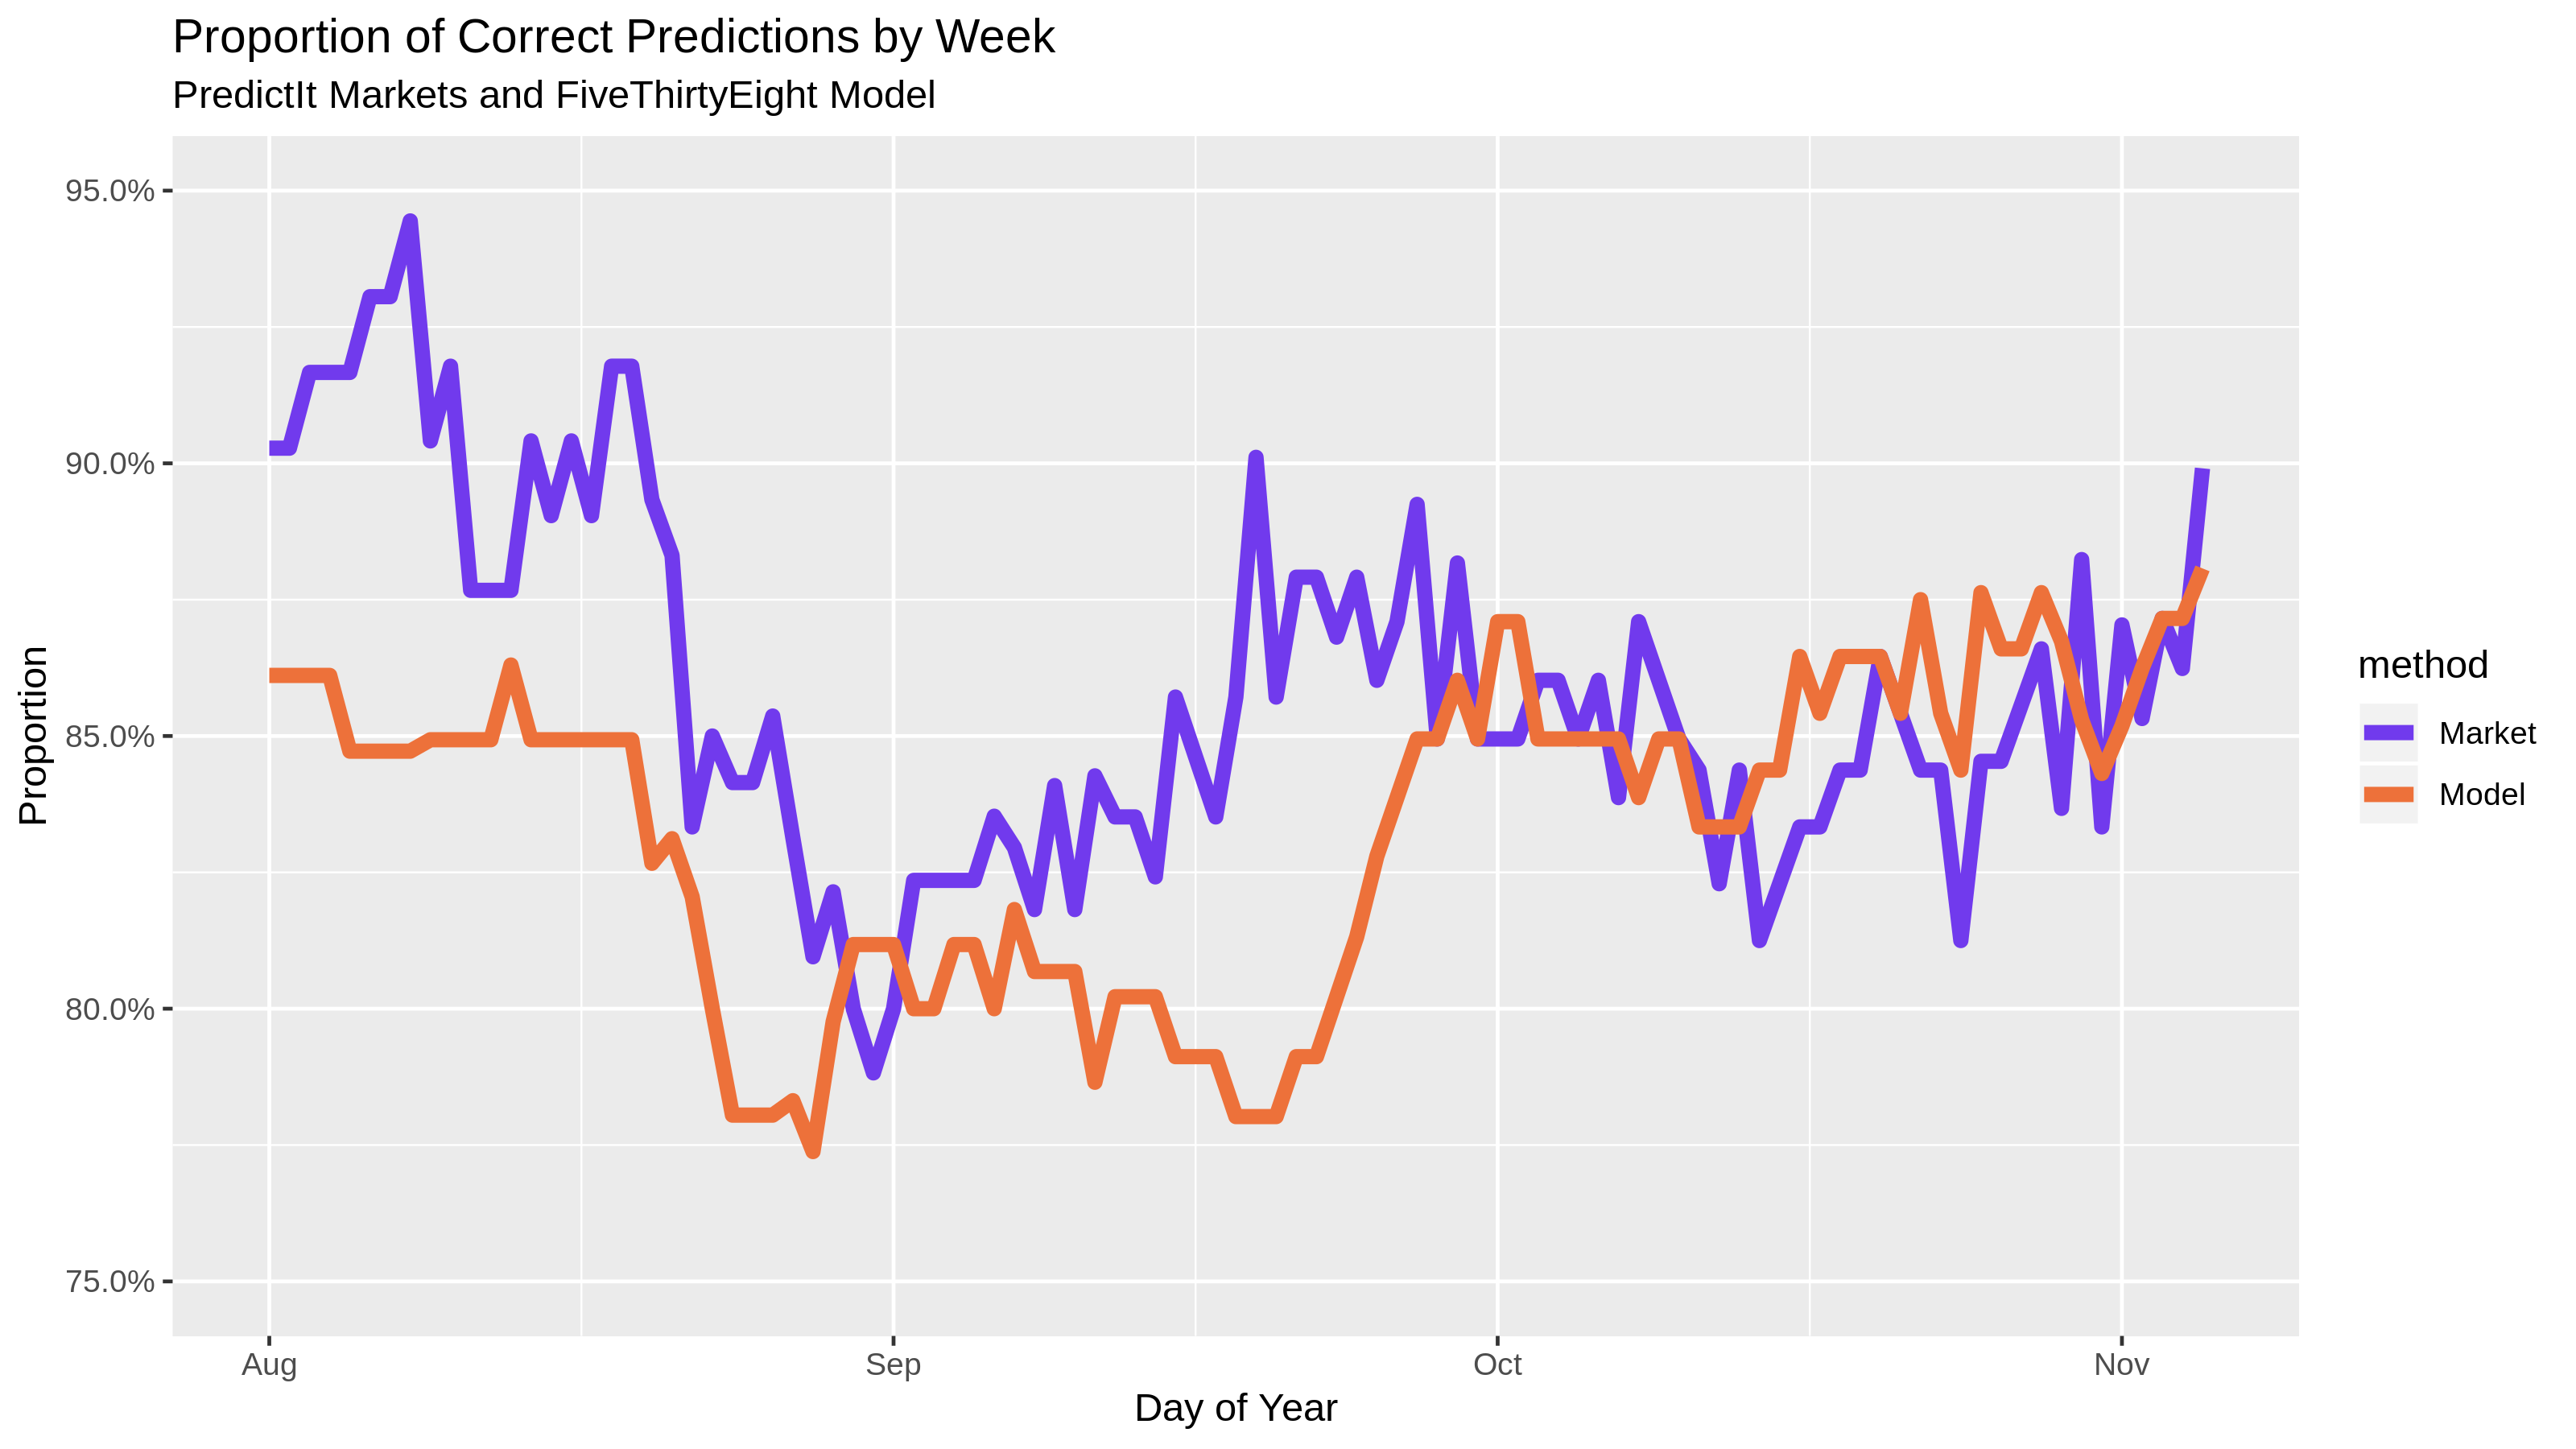 Proportion of Correct Predictions by Week
PredictIt Markets and FiveThirtyEight Model
95.0%
90.0%
85.0%
80.0%
75.0%
Proportion
Aug
Sep
Oct
Nov
Day of Year
method
Market
Model